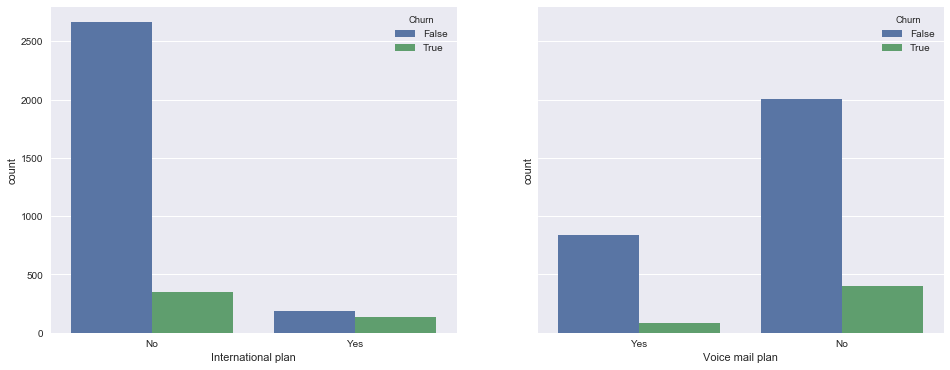 Churn
False
True
2500
2000
1500
1000
500
0
count
No
Yes
International plan
Churn
False
True
count
Yes
No
Voice mail plan